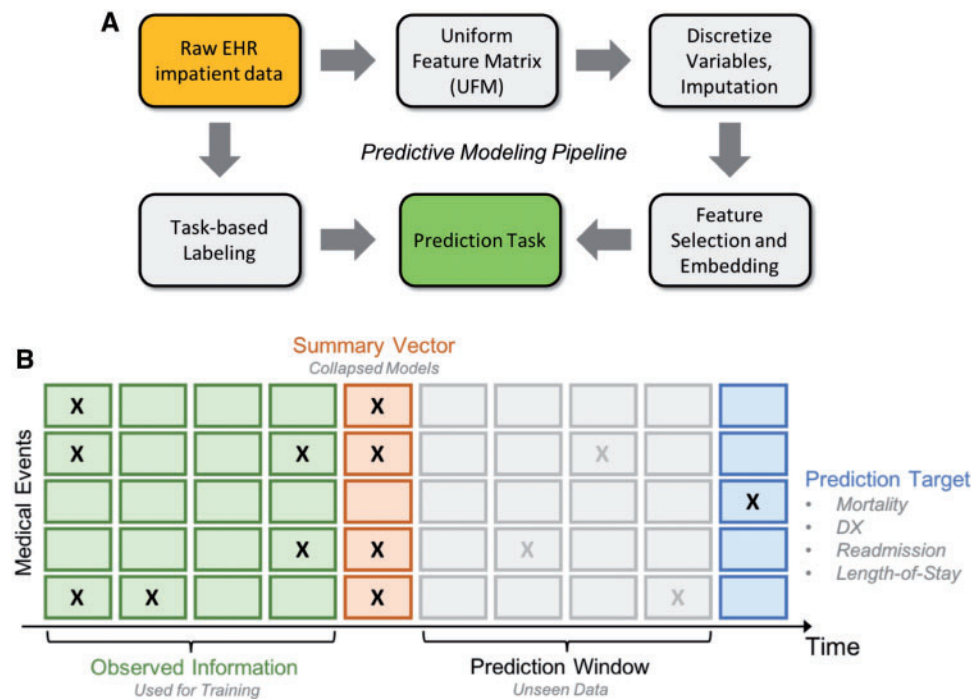 A
Raw EHR
impatient data
Uniform
Feature Matrix
(UFM)
Discretize
Variables,
Imputation
Predictive Modeling Pipeline
Task-based
Labeling
Prediction Task
Feature
Selection and
Embedding
B
Summary Vector
Collapsed Models
Medical Events
X X
X X X X
X
X X X
X X X X
Prediction Target
• Mortality
• DX
• Readmission
• Length-of-Stay
Time
Observed Information
Used for Training
Prediction Window
Unseen Data